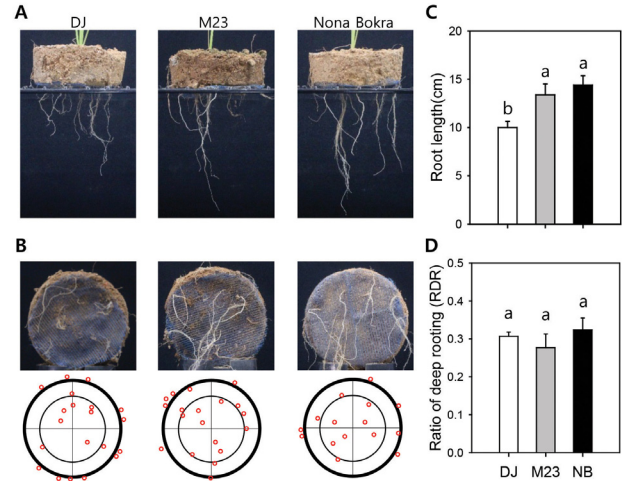 A
DJ
M23
Nona Bokra
B
C
Root length(cm)
20
15
10
5
0
b
a
a
D
Ratio of deep rooting (RDR)
0.5
0.4
0.3
0.2
0.1
0.0
a
a
a
DJ
M23
NB